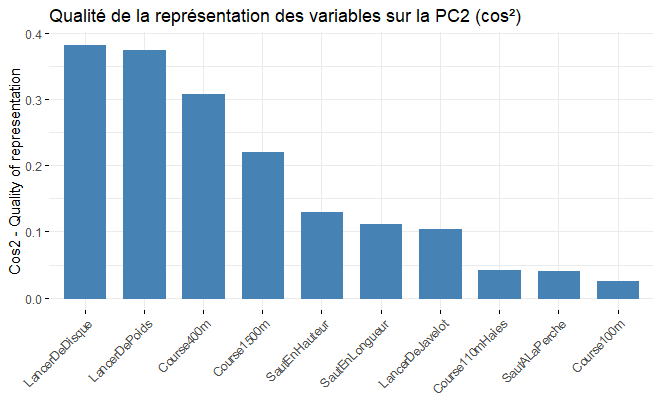 Qualité de la représentation des variables sur la PC2 (cos²)
Cos2 - Quality of representation
0.4
0.3
0.2
0.1
0.0
LancerDeDisque
LancerDePoids
Course400m
Course1500m
SautEnHauteur
SautEnLongueur
LancerDeJavelot
Course110mHaies
SautALaPerche
Course100m